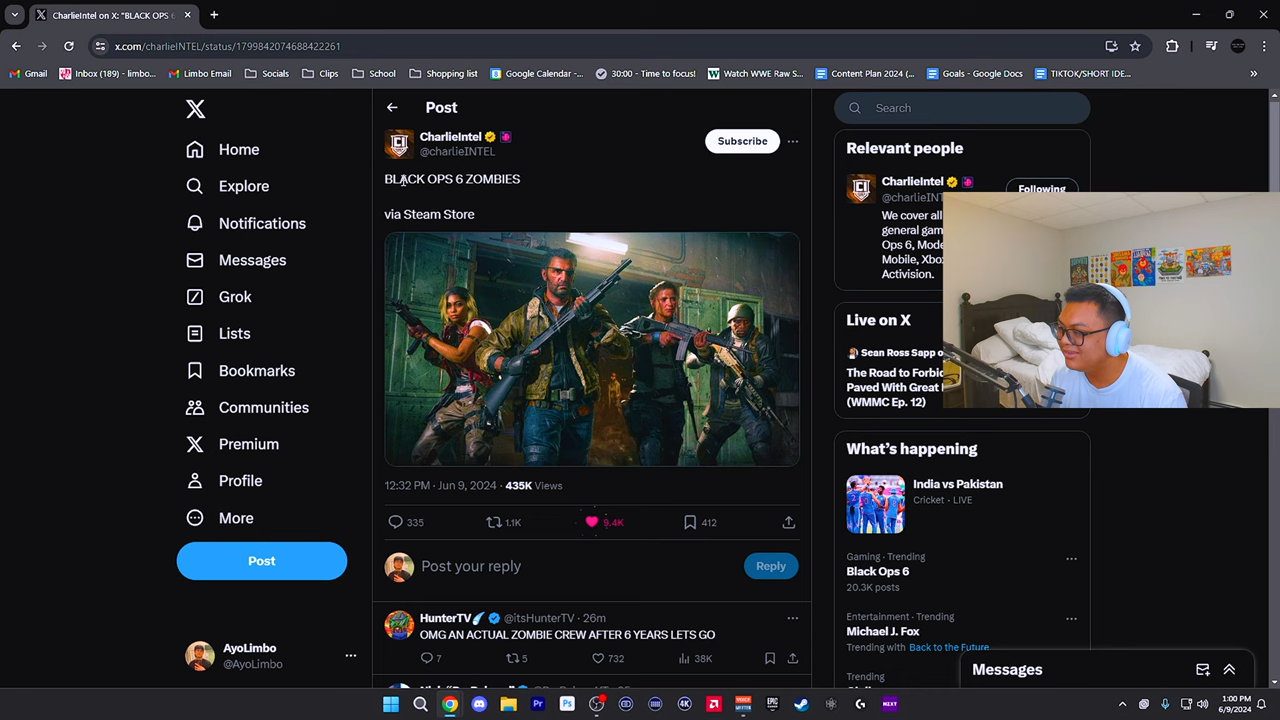 CharlieIntel on X: "BLACK OPS 6
x.com/charlieINTEL/status/1799842074688422261
Gmail
Inbox (189) - limbo...
Limbo Email
Socials
Clips
School
Shopping list
Google Calendar -...
30:00 - Time to focus!
Watch WWE Raw S...
Content Plan 2024 (...
Goals - Google Docs
TIKTOK/SHORT IDE...
Home
Explore
Notifications
Messages
Grok
Lists
Bookmarks
Communities
Premium
Profile
More
Post
AyoLimbo
@AyoLimbo
Post
CharlieIntel
@charlieINTEL
Subscribe
BLACK OPS 6 ZOMBIES
via Steam Store
12:32 PM · Jun 9, 2024 · 435K Views
335
1.1K
9.4K
412
Post your reply
Reply
HunterTV @itsHunterTV · 26m
OMG AN ACTUAL ZOMBIE CREW AFTER 6 YEARS LETS GO
7
5
732
38K
Search
Relevant people
CharlieIntel
@charlieINT
Following
We cover all
general gam
Ops 6, Mode
Mobile, Xbo
Activision.
Live on X
Sean Ross Sapp o
The Road to Forbid
Paved With Great
(WMMC Ep. 12)
What's happening
India vs Pakistan
Cricket · LIVE
Gaming · Trending
Black Ops 6
20.3K posts
Entertainment · Trending
Michael J. Fox
Trending with Back to the Future
Trending
Messages
4K
NEXT
1:00 PM
6/9/2024